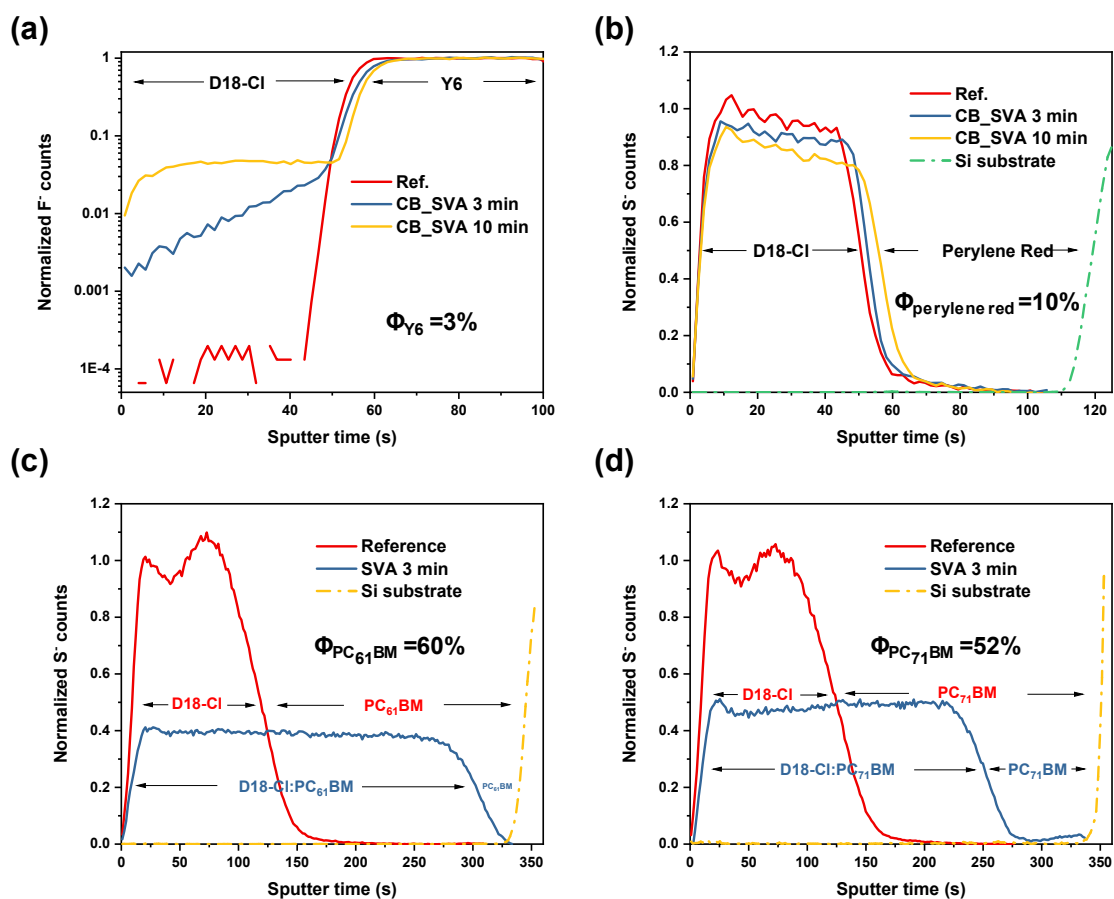 (a)
Normalized F⁻ counts
1
0.1
0.01
0.001
1E-4
D18-Cl
Y6
Ref.
CB_SVA 3 min
CB_SVA 10 min
Φ_Y6 =3%
0 20 40 60 80 100
Sputter time (s)
(b)
Normalized S⁻ counts
1.2
1.0
0.8
0.6
0.4
0.2
0.0
Ref.
CB_SVA 3 min
CB_SVA 10 min
Si substrate
D18-Cl
Perylene Red
Φ_perylene red =10%
0 20 40 60 80 100 120
Sputter time (s)
(c)
Normalized S⁻ counts
1.2
1.0
0.8
0.6
0.4
0.2
0.0
Reference
SVA 3 min
Si substrate
Φ_PC₆₁BM =60%
D18-Cl
PC₆₁BM
D18-Cl:PC₆₁BM
PC₆₁BM
0 50 100 150 200 250 300 350
Sputter time (s)
(d)
Normalized S⁻ counts
1.2
1.0
0.8
0.6
0.4
0.2
0.0
Reference
SVA 3 min
Si substrate
Φ_PC₇₁BM =52%
D18-Cl
PC₇₁BM
D18-Cl:PC₇₁BM
PC₇₁BM
0 50 100 150 200 250 300 350
Sputter time (s)